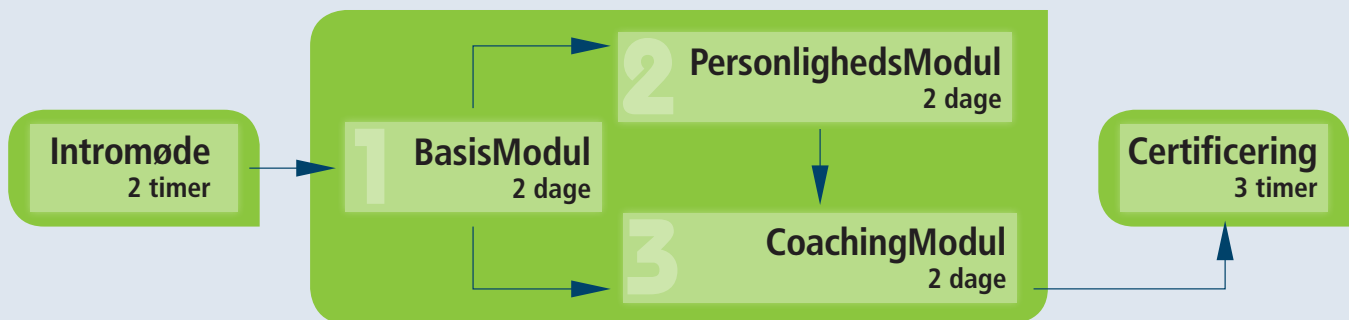 Intromøde
2 timer
1
BasisModul
2 dage
2
PersonlighedsModul
2 dage
3
CoachingModul
2 dage
Certificering
3 timer